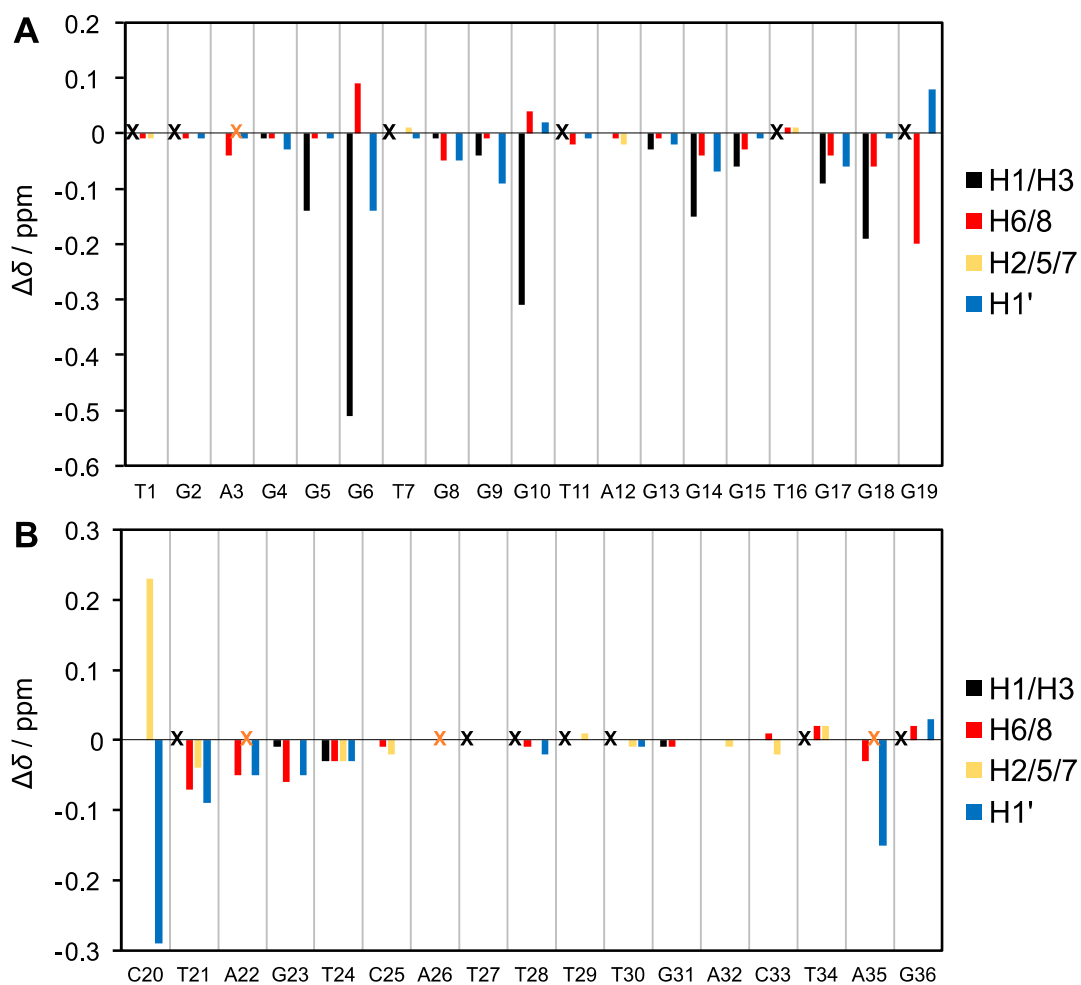 A
0.2
0.1
0
-0.1
-0.2
-0.3
-0.4
-0.5
-0.6
Δδ / ppm
X X X X X X X
T1 G2 A3 G4 G5 G6 T7 G8 G9 G10 T11 A12 G13 G14 G15 T16 G17 G18 G19
H1/H3
H6/8
H2/5/7
H1'
B
0.3
0.2
0.1
0
-0.1
-0.2
-0.3
Δδ / ppm
X X X X X X X X X X
C20 T21 A22 G23 T24 C25 A26 T27 T28 T29 T30 G31 A32 C33 T34 A35 G36
H1/H3
H6/8
H2/5/7
H1'